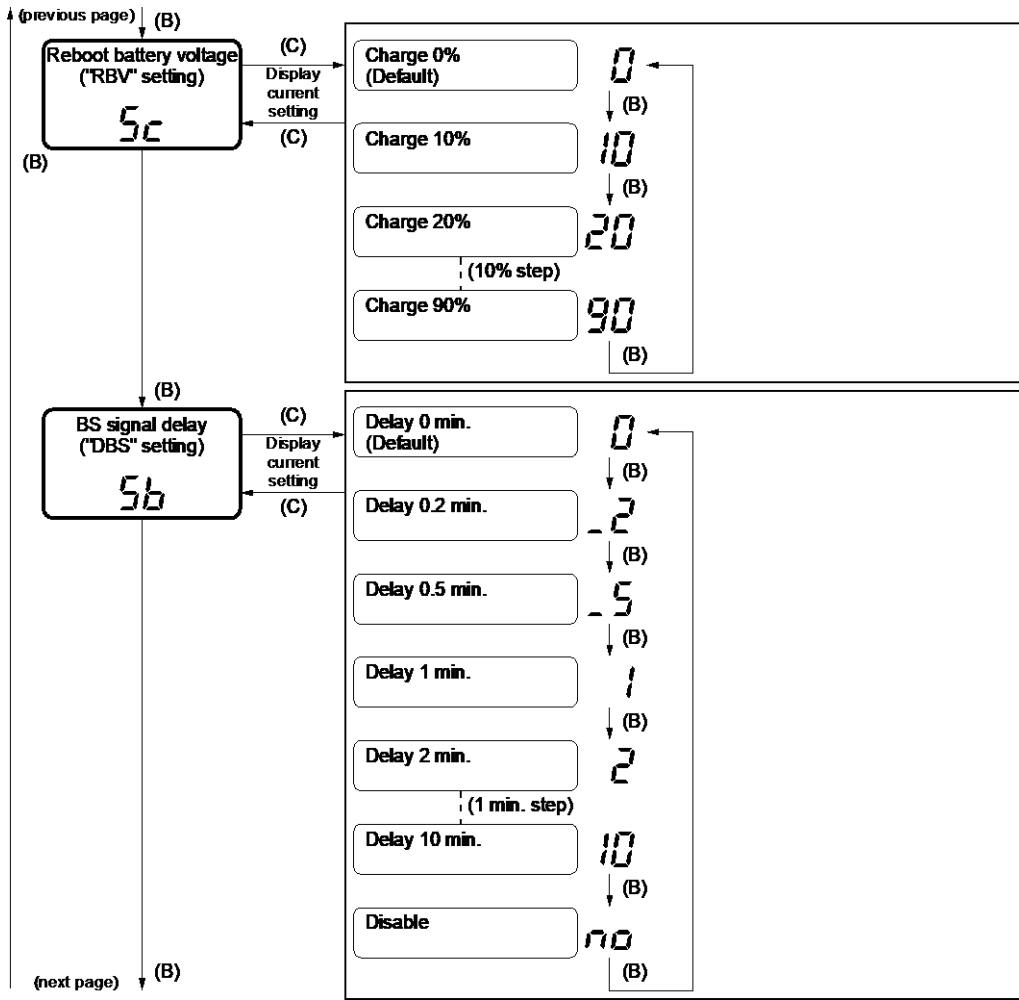 (previous page)
(B)
Reboot battery voltage
("RBV" setting)
5c
(B)
(C)
Display
current
setting
(C)
Charge 0%
(Default)
0
(B)
Charge 10%
10
(B)
Charge 20%
20
(10% step)
Charge 90%
90
(B)
(B)
BS signal delay
("DBS" setting)
5b
(C)
Display
current
setting
(C)
Delay 0 min.
(Default)
0
(B)
Delay 0.2 min.
_2
(B)
Delay 0.5 min.
_5
(B)
Delay 1 min.
1
(B)
Delay 2 min.
2
(1 min. step)
Delay 10 min.
10
(B)
Disable
no
(B)
(next page)
(B)